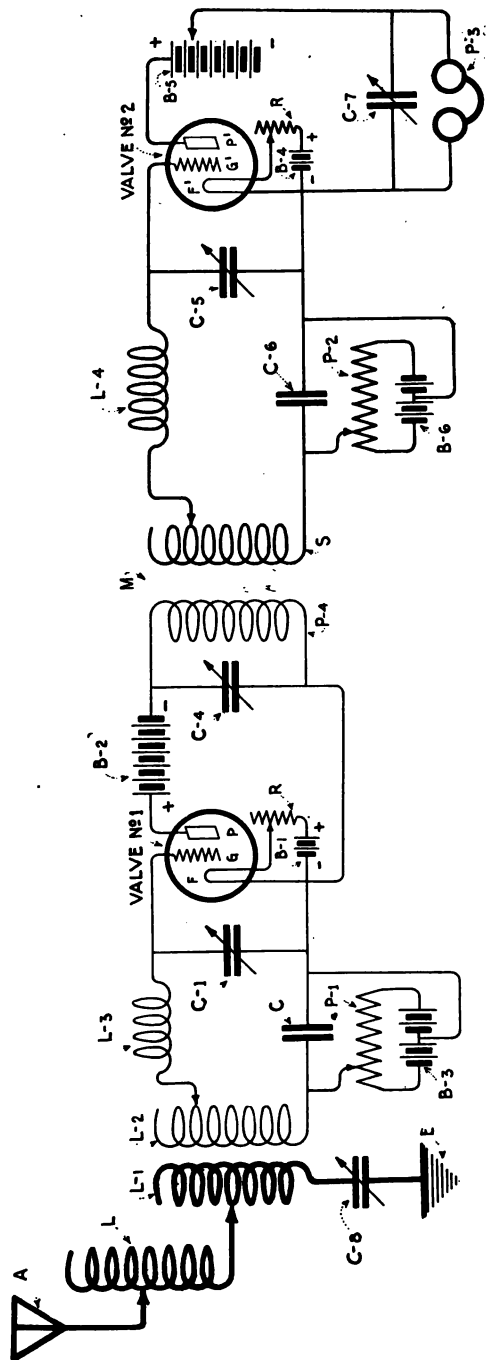 A
L
L-1
L-2
L-3
C-8
E
C-1
C
P-1
B-3
VALVE Nº1
F
G
P
+
B-2
-
R
B-1
-
+
C-4
P-4
M
S
L-4
C-5
C-6
P-2
B-6
VALVE Nº2
F'
G'
P'
B-5
+
-
R
B-4
-
+
C-7
P-3